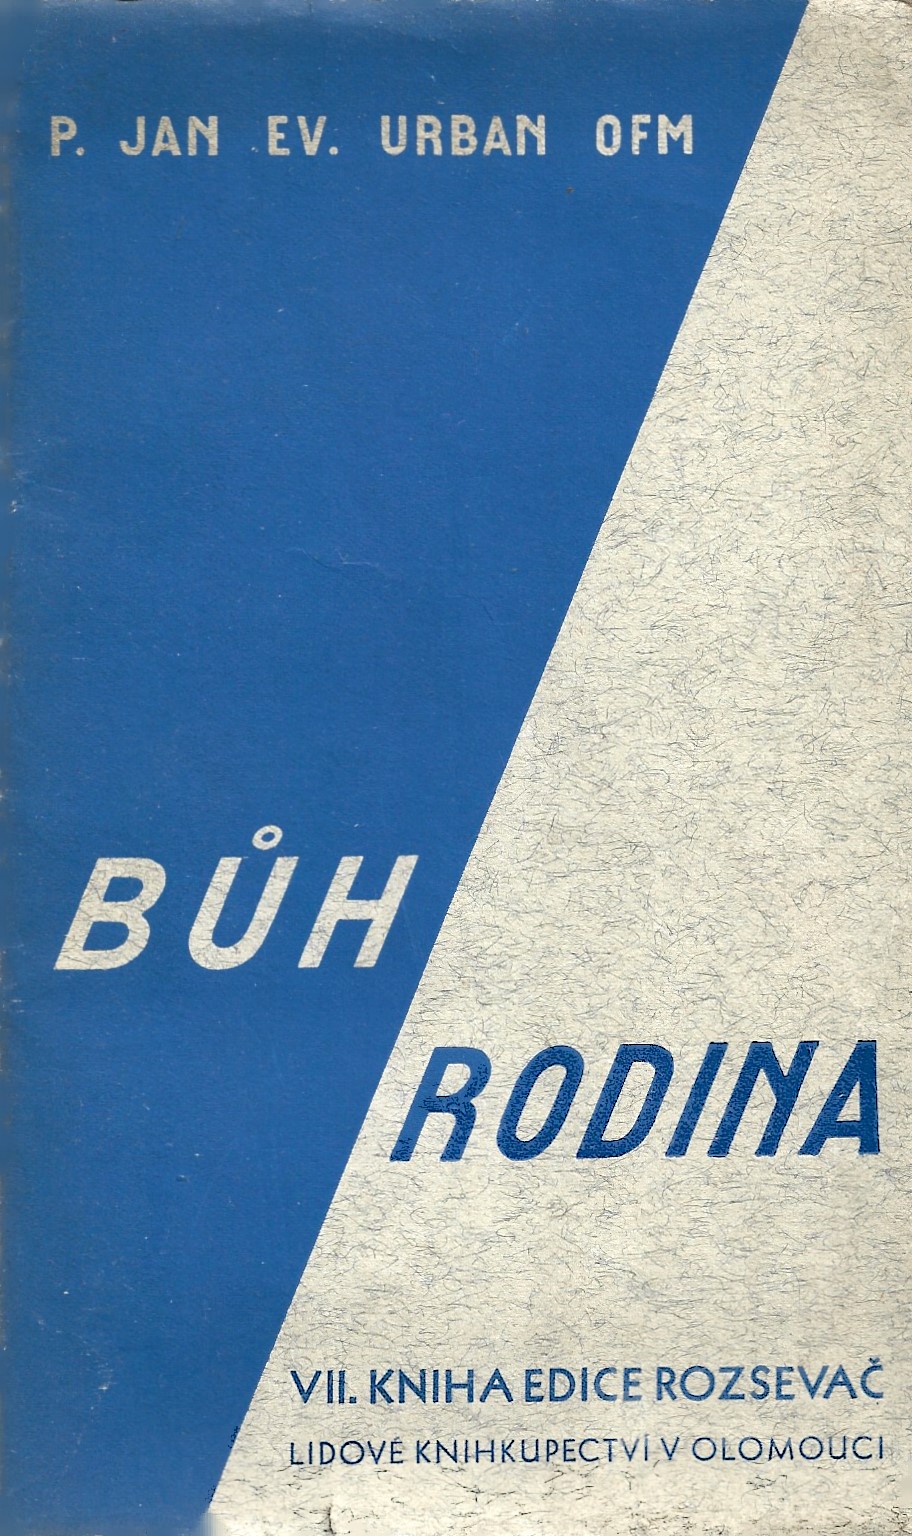 P. JAN EV. URBAN OFM
BŮH
RODINA
VII. KNIHA EDICE ROZSEVAČ
LIDOVÉ KNIHKUPECTVÍ V OLOMOUCI